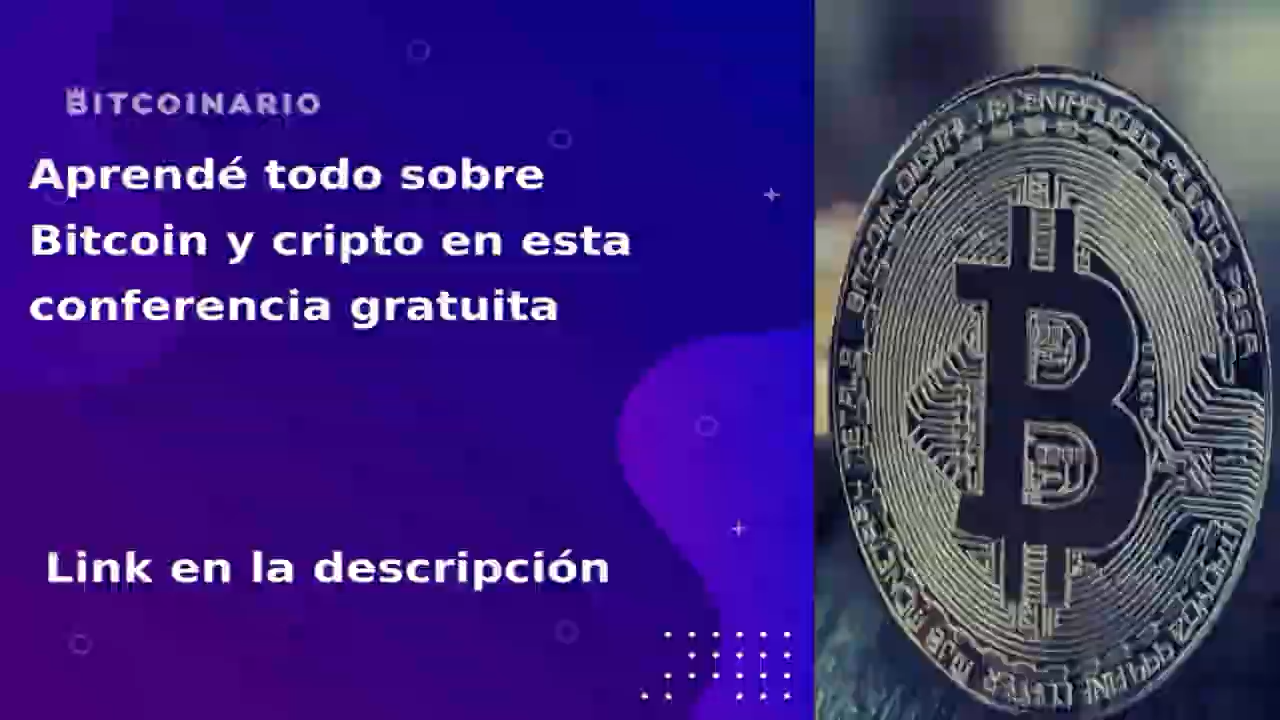 BITCOINARIO
Aprendé todo sobre
Bitcoin y cripto en esta
conferencia gratuita
Link en la descripción